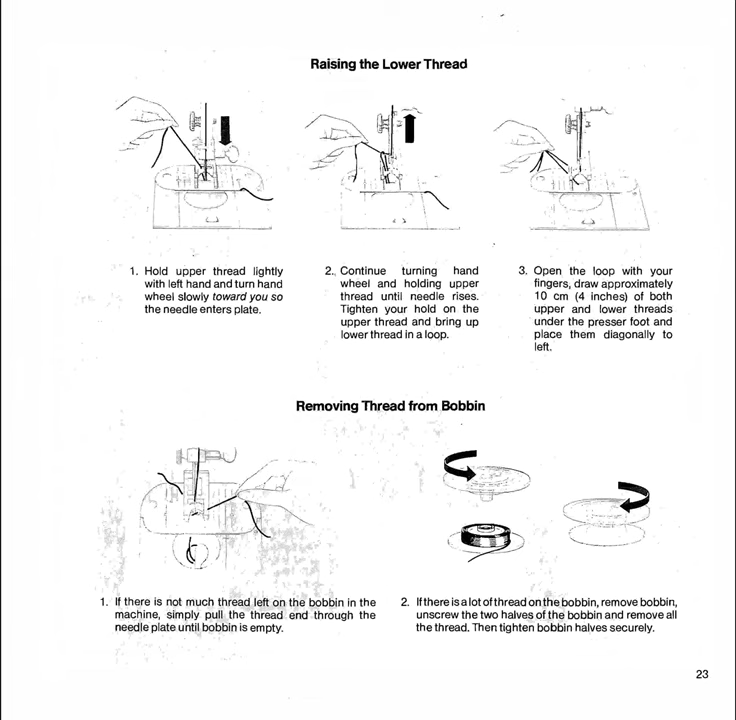 Raising the Lower Thread
1. Hold upper thread lightly
with left hand and turn hand
wheel slowly toward you so
the needle enters plate.
2. Continue turning hand
wheel and holding upper
thread until needle rises.
Tighten your hold on the
upper thread and bring up
lower thread in a loop.
3. Open the loop with your
fingers, draw approximately
10 cm (4 inches) of both
upper and lower threads
under the presser foot and
place them diagonally to
left.
Removing Thread from Bobbin
1. If there is not much thread left on the bobbin in the
machine, simply pull the thread end through the
needle plate until bobbin is empty.
2. If there is a lot of thread on the bobbin, remove bobbin,
unscrew the two halves of the bobbin and remove all
the thread. Then tighten bobbin halves securely.
23